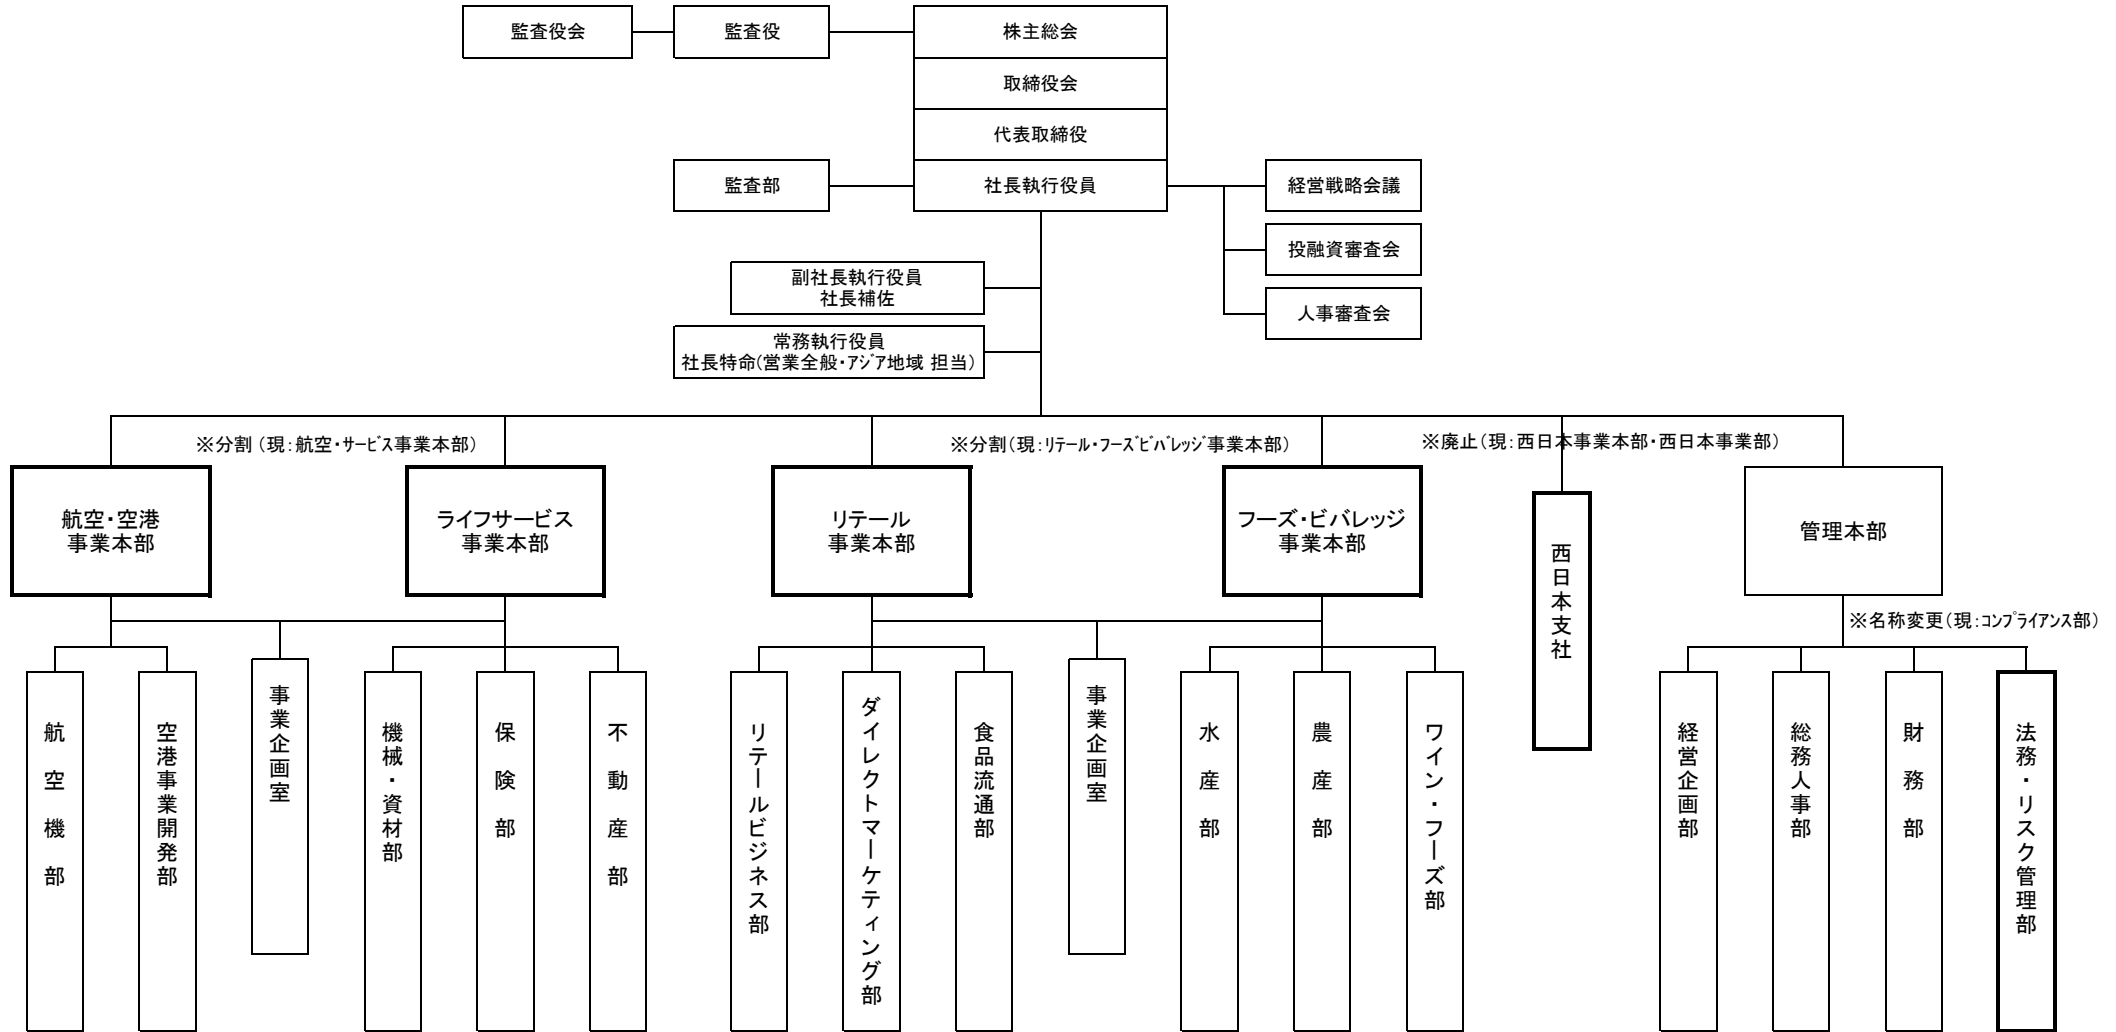 監査役会
監査役
株主総会
取締役会
代表取締役
監査部
社長執行役員
経営戦略会議
投融資審査会
人事審査会
副社長執行役員
社長補佐
常務執行役員
社長特命(営業全般・アジア地域 担当)
※分割(現:航空・サービス事業本部)
※分割(現:リテール・フーズビバレッジ事業本部)
※廃止(現:西日本事業本部・西日本事業部)
航空・空港
事業本部
ライフサービス
事業本部
リテール
事業本部
フーズ・ビバレッジ
事業本部
西日本支社
管理本部
※名称変更(現:コンプライアンス部)
航空機部
空港事業開発部
事業企画室
機械・資材部
保険部
不動産部
リテールビジネス部
ダイレクトマーケティング部
食品流通部
事業企画室
水産部
農産部
ワイン・フーズ部
経営企画部
総務人事部
財務部
法務・リスク管理部